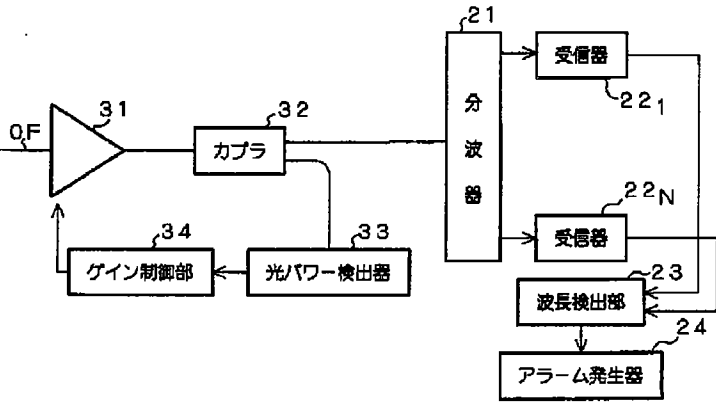 21
受信器
22₁
分波器
31
OF
32
カプラ
22N
受信器
34
33
ゲイン制御部
光パワー検出器
23
波長検出部
24
アラーム発生器